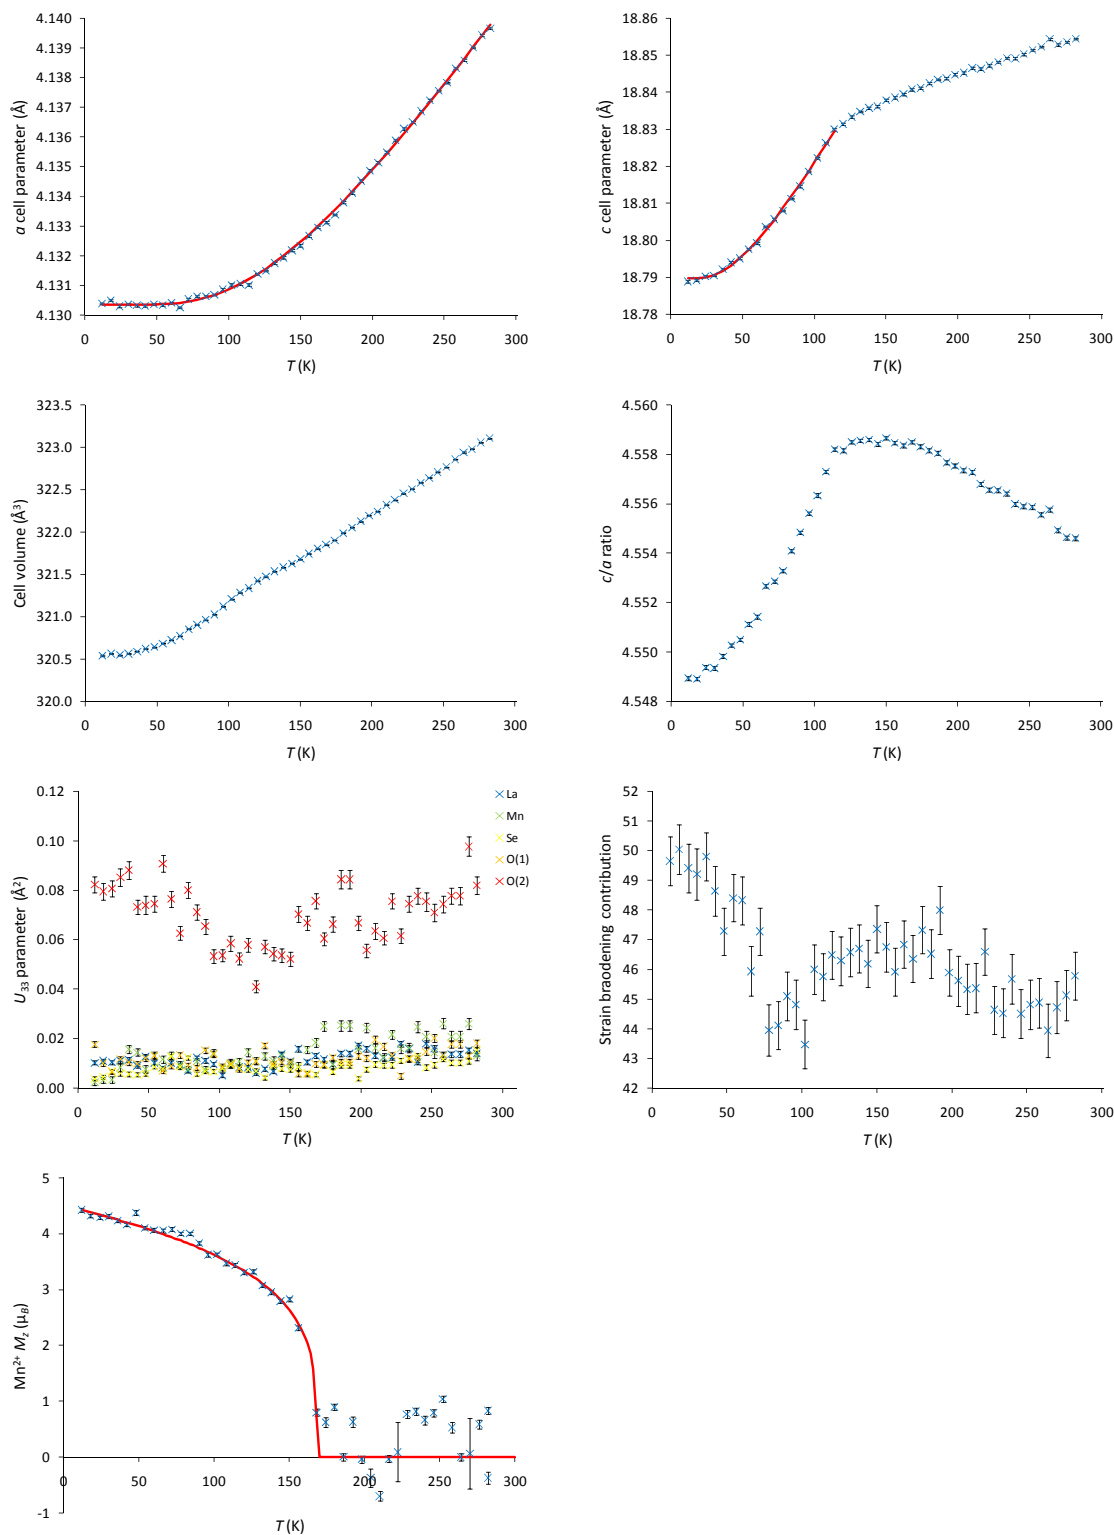 4.140
4.139
4.138
4.137
4.136
4.135
4.134
4.133
4.132
4.131
4.130
a cell parameter (Å)
0 50 100 150 200 250 300
T (K)
18.86
18.85
18.84
18.83
18.82
18.81
18.80
18.79
18.78
c cell parameter (Å)
0 50 100 150 200 250 300
T (K)
323.5
323.0
322.5
322.0
321.5
321.0
320.5
320.0
Cell volume (Å³)
0 50 100 150 200 250 300
T (K)
4.560
4.558
4.556
4.554
4.552
4.550
4.548
c/a ratio
0 50 100 150 200 250 300
T (K)
0.12
0.10
0.08
0.06
0.04
0.02
0.00
U₃₃ parameter (Å²)
La
Mn
Se
O(1)
O(2)
0 50 100 150 200 250 300
T (K)
52
51
50
49
48
47
46
45
44
43
42
Strain braodening contribution
0 50 100 150 200 250 300
T (K)
5
4
3
2
1
0
-1
Mn²⁺ M_z (μ_B)
0 50 100 150 200 250 300
T (K)